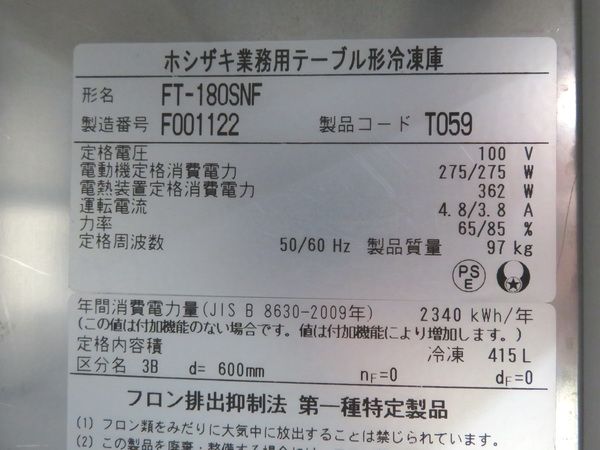 ホシザキ業務用テーブル形冷凍庫
形名 FT-180SNF
製造番号 F001122 製品コード T059
定格電圧 100 V
電動機定格消費電力 275/275 W
電熱装置定格消費電力 362 W
運転電流 4.8/3.8 A
力率 65/85 %
定格周波数 50/60 Hz 製品質量 97 kg
PS
E
年間消費電力量(JIS B 8630-2009年) 2340 kWh/年
(この値は付加機能のない場合です。値は付加機能により増加します。)
定格内容積 冷凍 415 L
区分名 3B d= 600mm nF=0 dF=0
フロン排出抑制法 第一種特定製品
(1) フロン類をみだりに大気中に放出することは禁じられています。
(2) この製品を廃棄・整備する場合には